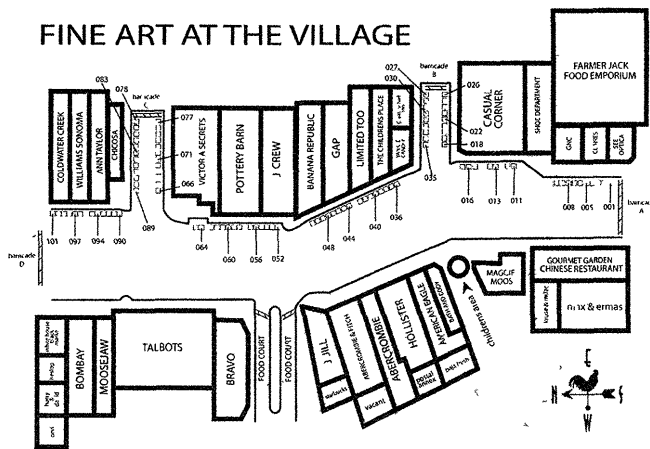 FINE ART AT THE VILLAGE
083
078
barricade
C
COLDWATER CREEK
WILLIAMS SONOMA
ANN TAYLOR
CHICOSA
077
071
066
089
101
097
094
090
barricade
D
VICTOR A SECRETS
POTTERY BARN
J CREW
BANANA REPUBLIC
GAP
LIMITED TOO
THE CHILDRENS PLACE
064
060
056
052
048
044
040
036
027
030
barricade
B
026
022
018
035
CASUAL
CORNER
SHOE DEPARTMENT
FARMER JACK
FOOD EMPORIUM
GNC
SEE
OPTICA
016
013
011
008
005
001
A
GOURMET GARDEN
CHINESE RESTAURANT
MAGGIE
MOOS
max & ermas
childrens area
BOMBAY
MOOSEJAW
TALBOTS
BRAVO
FOOD COURT
FOOD COURT
J JILL
ABERCROMBIE & FITCH
ABERCROMBIE
HOLLISTER
AMERICAN EAGLE
starbucks
vacant
postal
annex
N
S
W